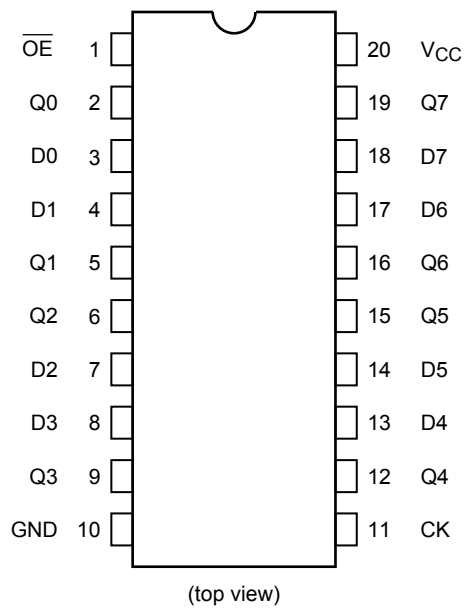 O̅E̅ 1 20 VCC
Q0 2 19 Q7
D0 3 18 D7
D1 4 17 D6
Q1 5 16 Q6
Q2 6 15 Q5
D2 7 14 D5
D3 8 13 D4
Q3 9 12 Q4
GND 10 11 CK
(top view)